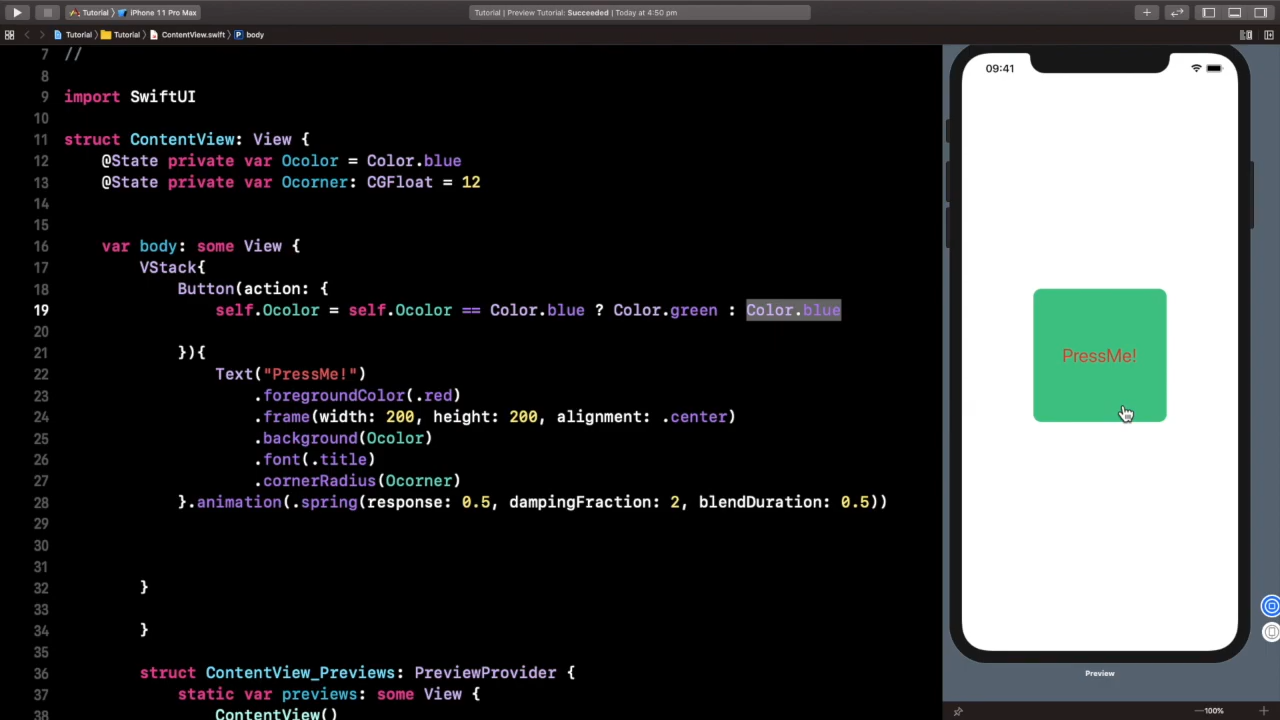 Tutorial iPhone 11 Pro Max
Tutorial | Preview Tutorial: Succeeded | Today at 4:50 pm
Tutorial Tutorial ContentView.swift P body
7 //
8
9 import SwiftUI
10
11 struct ContentView: View {
12 @State private var Ocolor = Color.blue
13 @State private var Ocorner: CGFloat = 12
14
15
16 var body: some View {
17 VStack{
18 Button(action: {
19 self.Ocolor = self.Ocolor == Color.blue ? Color.green : Color.blue
20
21 }){
22 Text("PressMe!")
23 .foregroundColor(.red)
24 .frame(width: 200, height: 200, alignment: .center)
25 .background(Ocolor)
26 .font(.title)
27 .cornerRadius(Ocorner)
28 }.animation(.spring(response: 0.5, dampingFraction: 2, blendDuration: 0.5))
29
30
31
32 }
33
34 }
35
36 struct ContentView_Previews: PreviewProvider {
37 static var previews: some View {
38 ContentView()
09:41
PressMe!
Preview
100%